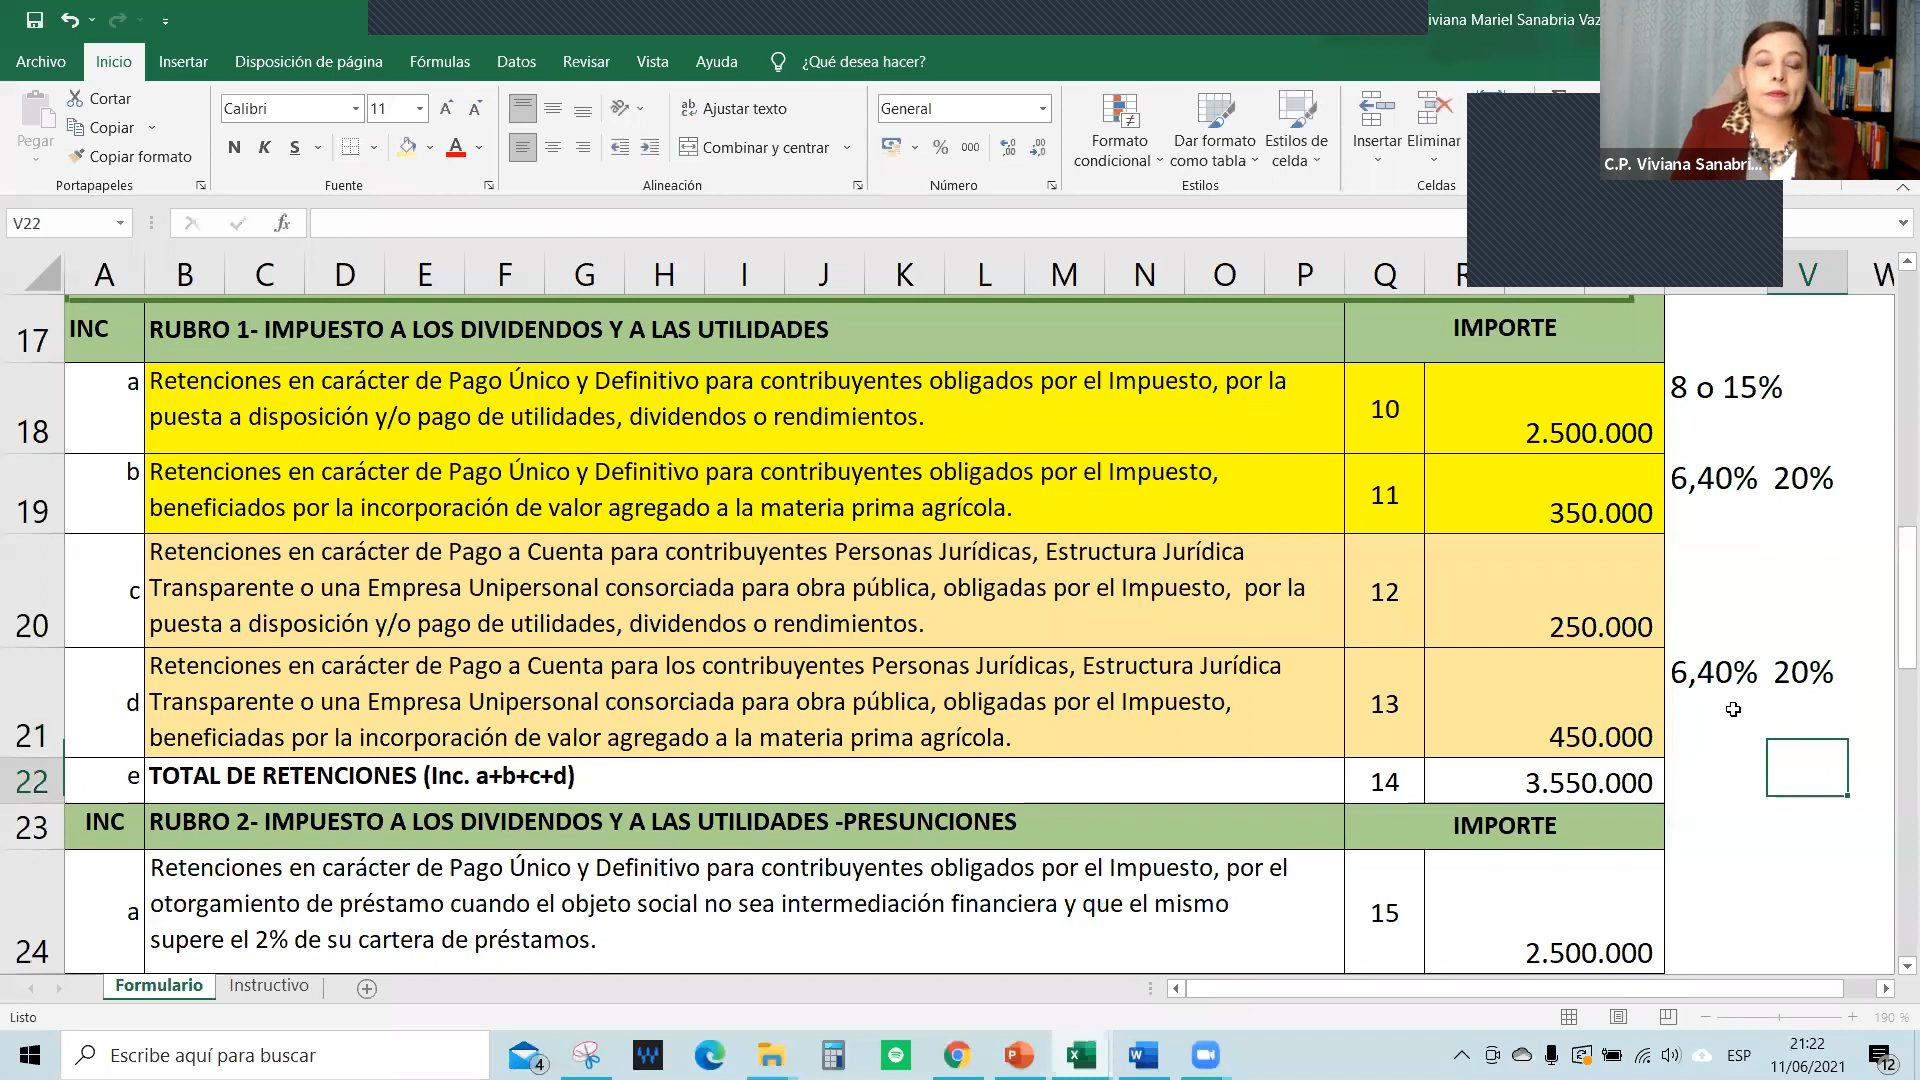 iviana Mariel Sanabria Vaz
Archivo Inicio Insertar Disposición de página Fórmulas Datos Revisar Vista Ayuda ¿Qué desea hacer?
Pegar
Cortar
Copiar
Copiar formato
Portapapeles
Calibri 11
N K S
Fuente
Ajustar texto
Combinar y centrar
Alineación
General
% 000
Número
Formato condicional
Dar formato como tabla
Estilos de celda
Estilos
Insertar Eliminar
Celdas
C.P. Viviana Sanabri...
V22
fx
A B C D E F G H I J K L M N O P Q R V W
17 INC RUBRO 1- IMPUESTO A LOS DIVIDENDOS Y A LAS UTILIDADES IMPORTE
18 a Retenciones en carácter de Pago Único y Definitivo para contribuyentes obligados por el Impuesto, por la
puesta a disposición y/o pago de utilidades, dividendos o rendimientos. 10 2.500.000 8 o 15%
19 b Retenciones en carácter de Pago Único y Definitivo para contribuyentes obligados por el Impuesto,
beneficiados por la incorporación de valor agregado a la materia prima agrícola. 11 350.000 6,40% 20%
20 c Retenciones en carácter de Pago a Cuenta para contribuyentes Personas Jurídicas, Estructura Jurídica
Transparente o una Empresa Unipersonal consorciada para obra pública, obligadas por el Impuesto, por la
puesta a disposición y/o pago de utilidades, dividendos o rendimientos. 12 250.000
21 d Retenciones en carácter de Pago a Cuenta para los contribuyentes Personas Jurídicas, Estructura Jurídica
Transparente o una Empresa Unipersonal consorciada para obra pública, obligadas por el Impuesto,
beneficiadas por la incorporación de valor agregado a la materia prima agrícola. 13 450.000 6,40% 20%
22 e TOTAL DE RETENCIONES (Inc. a+b+c+d) 14 3.550.000
23 INC RUBRO 2- IMPUESTO A LOS DIVIDENDOS Y A LAS UTILIDADES -PRESUNCIONES IMPORTE
24 a Retenciones en carácter de Pago Único y Definitivo para contribuyentes obligados por el Impuesto, por el
otorgamiento de préstamo cuando el objeto social no sea intermediación financiera y que el mismo
supere el 2% de su cartera de préstamos. 15 2.500.000
Formulario Instructivo
Listo
190 %
Escribe aquí para buscar
4
ESP
21:22
11/06/2021
12